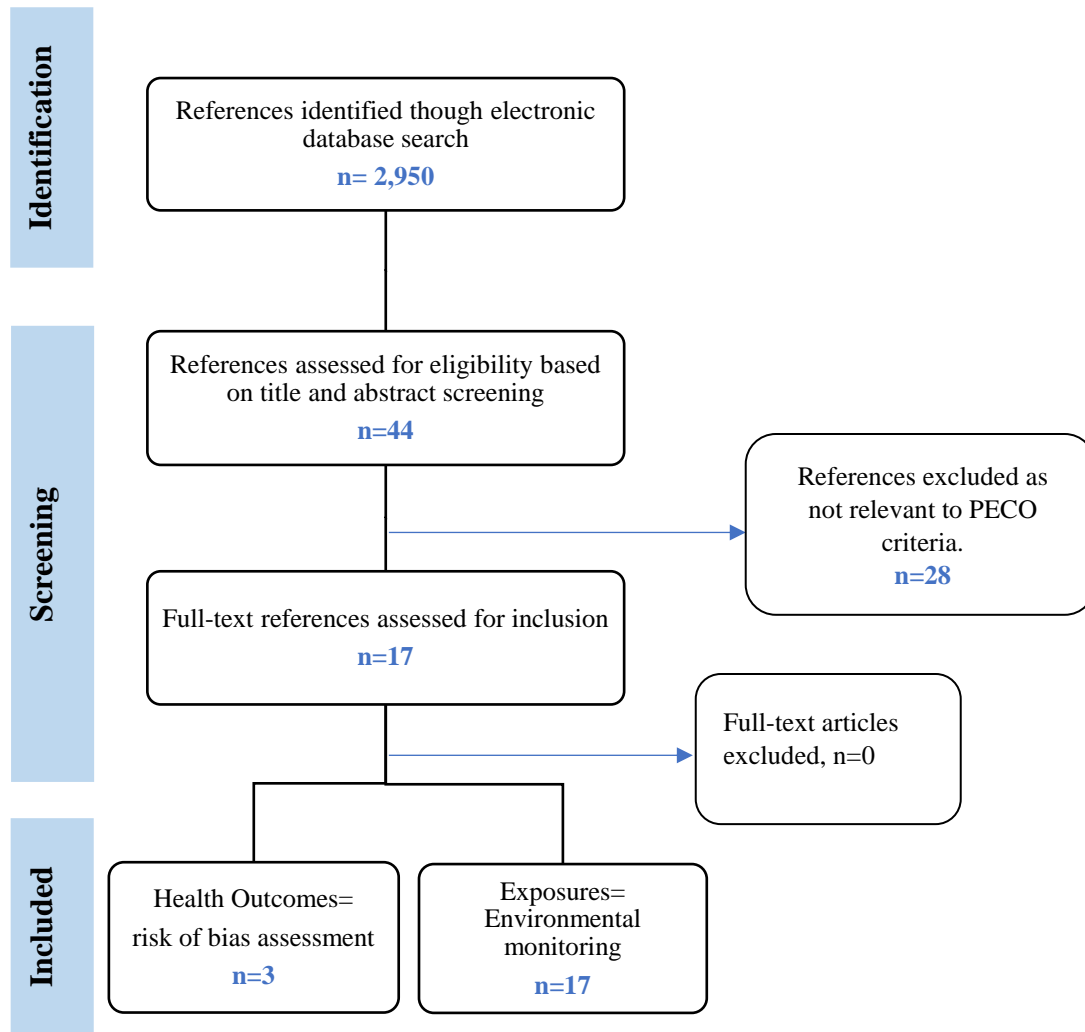 Identification
References identified though electronic
database search
n= 2,950
Screening
References assessed for eligibility based
on title and abstract screening
n=44
References excluded as
not relevant to PECO
criteria.
n=28
Full-text references assessed for inclusion
n=17
Full-text articles
excluded, n=0
Included
Health Outcomes=
risk of bias assessment
n=3
Exposures=
Environmental
monitoring
n=17